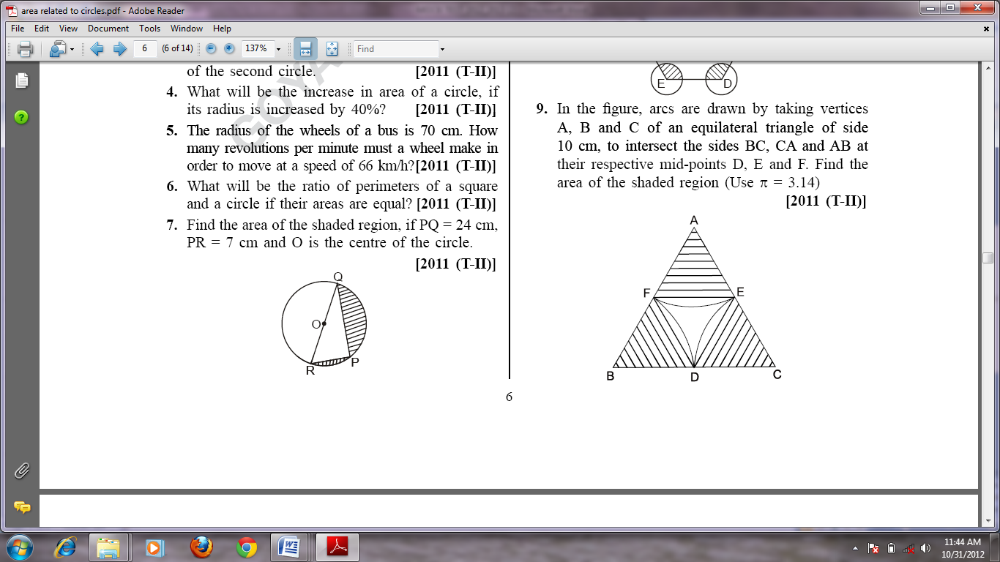 area related to circles.pdf - Adobe Reader
File Edit View Document Tools Window Help
6 (6 of 14) 137% Find
of the second circle. [2011 (T-II)]
4. What will be the increase in area of a circle, if
its radius is increased by 40%? [2011 (T-II)]
5. The radius of the wheels of a bus is 70 cm. How
many revolutions per minute must a wheel make in
order to move at a speed of 66 km/h?[2011 (T-II)]
6. What will be the ratio of perimeters of a square
and a circle if their areas are equal? [2011 (T-II)]
7. Find the area of the shaded region, if PQ = 24 cm,
PR = 7 cm and O is the centre of the circle.
[2011 (T-II)]
Q
O
R
P
E D
9. In the figure, arcs are drawn by taking vertices
A, B and C of an equilateral triangle of side
10 cm, to intersect the sides BC, CA and AB at
their respective mid-points D, E and F. Find the
area of the shaded region (Use π = 3.14)
[2011 (T-II)]
A
F E
B D C
6
GOYA
11:44 AM
10/31/2012